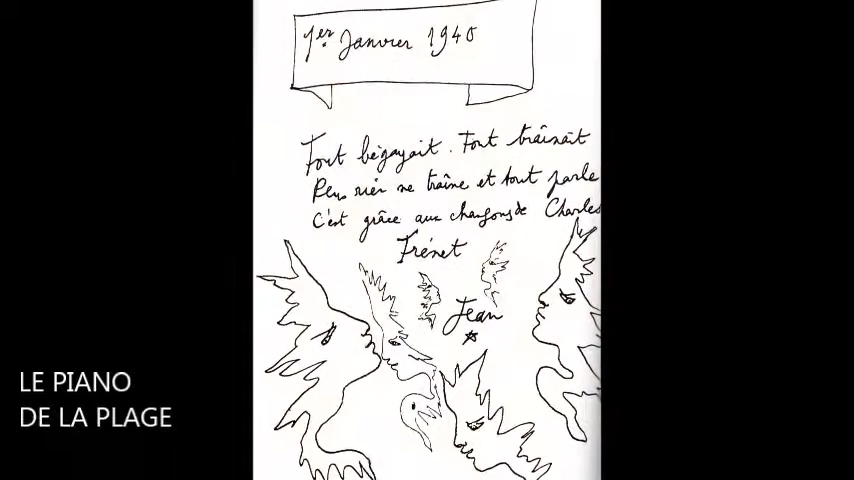 1er Janvier 1940
Tout bégayait. Tout traînait
Plus rien ne traîne et tout parle
C'est grâce aux chansons de Charles
Trénet
Jean
LE PIANO
DE LA PLAGE